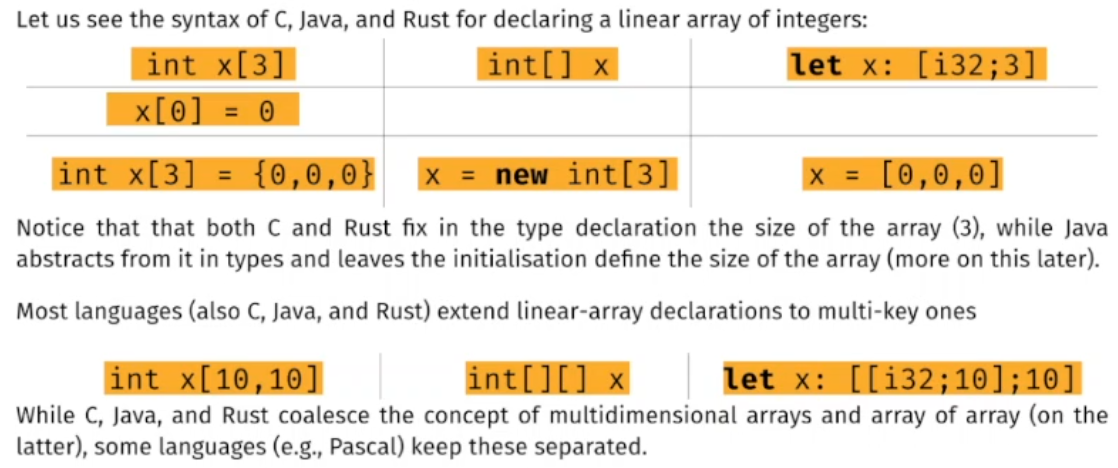 Let us see the syntax of C, Java, and Rust for declaring a linear array of integers:
int x[3] int[] x let x: [i32;3]
x[0] = 0
int x[3] = {0,0,0} x = new int[3] x = [0,0,0]
Notice that that both C and Rust fix in the type declaration the size of the array (3), while Java
abstracts from it in types and leaves the initialisation define the size of the array (more on this later).
Most languages (also C, Java, and Rust) extend linear-array declarations to multi-key ones
int x[10,10] int[][] x let x: [[i32;10];10]
While C, Java, and Rust coalesce the concept of multidimensional arrays and array of array (on the
latter), some languages (e.g., Pascal) keep these separated.